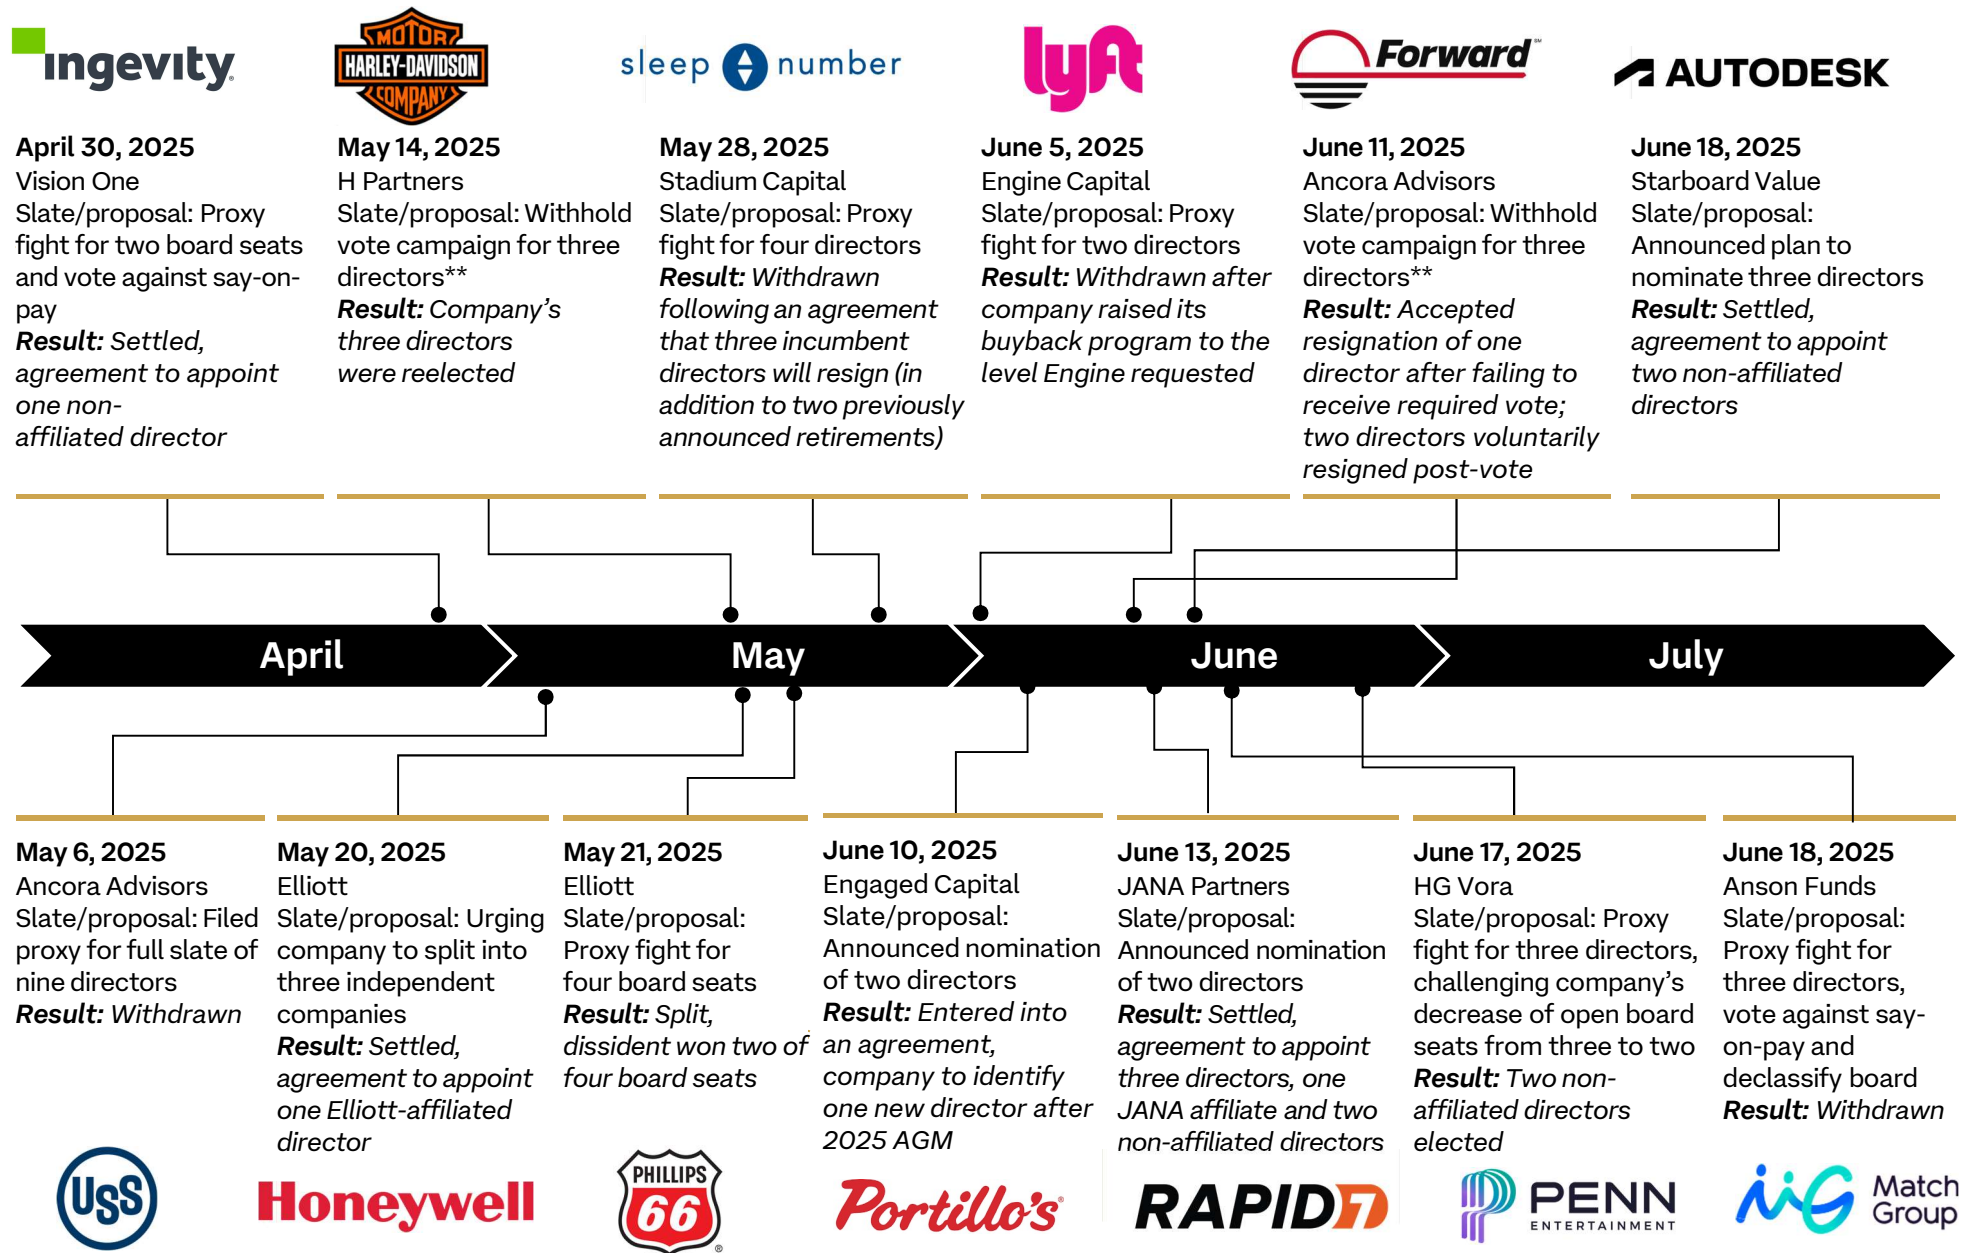 ingevity
MOTOR
HARLEY-DAVIDSON
COMPANY
sleep number
lyft
Forward℠
AUTODESK
April 30, 2025
Vision One
Slate/proposal: Proxy
fight for two board seats
and vote against say-on-
pay
Result: Settled,
agreement to appoint
one non-
affiliated director
May 14, 2025
H Partners
Slate/proposal: Withhold
vote campaign for three
directors**
Result: Company's
three directors
were reelected
May 28, 2025
Stadium Capital
Slate/proposal: Proxy
fight for four directors
Result: Withdrawn
following an agreement
that three incumbent
directors will resign (in
addition to two previously
announced retirements)
June 5, 2025
Engine Capital
Slate/proposal: Proxy
fight for two directors
Result: Withdrawn after
company raised its
buyback program to the
level Engine requested
June 11, 2025
Ancora Advisors
Slate/proposal: Withhold
vote campaign for three
directors**
Result: Accepted
resignation of one
director after failing to
receive required vote;
two directors voluntarily
resigned post-vote
June 18, 2025
Starboard Value
Slate/proposal:
Announced plan to
nominate three directors
Result: Settled,
agreement to appoint
two non-affiliated
directors
April
May
June
July
May 6, 2025
Ancora Advisors
Slate/proposal: Filed
proxy for full slate of
nine directors
Result: Withdrawn
USS
May 20, 2025
Elliott
Slate/proposal: Urging
company to split into
three independent
companies
Result: Settled,
agreement to appoint
one Elliott-affiliated
director
Honeywell
May 21, 2025
Elliott
Slate/proposal:
Proxy fight for
four board seats
Result: Split,
dissident won two of
four board seats
PHILLIPS
66®
June 10, 2025
Engaged Capital
Slate/proposal:
Announced nomination
of two directors
Result: Entered into
an agreement,
company to identify
one new director after
2025 AGM
Portillo's
June 13, 2025
JANA Partners
Slate/proposal:
Announced nomination
of two directors
Result: Settled,
agreement to appoint
three directors, one
JANA affiliate and two
non-affiliated directors
RAPID7
June 17, 2025
HG Vora
Slate/proposal: Proxy
fight for three directors,
challenging company's
decrease of open board
seats from three to two
Result: Two non-
affiliated directors
elected
PENN
ENTERTAINMENT
June 18, 2025
Anson Funds
Slate/proposal:
Proxy fight for
three directors,
vote against say-
on-pay and
declassify board
Result: Withdrawn
MG
Match
Group